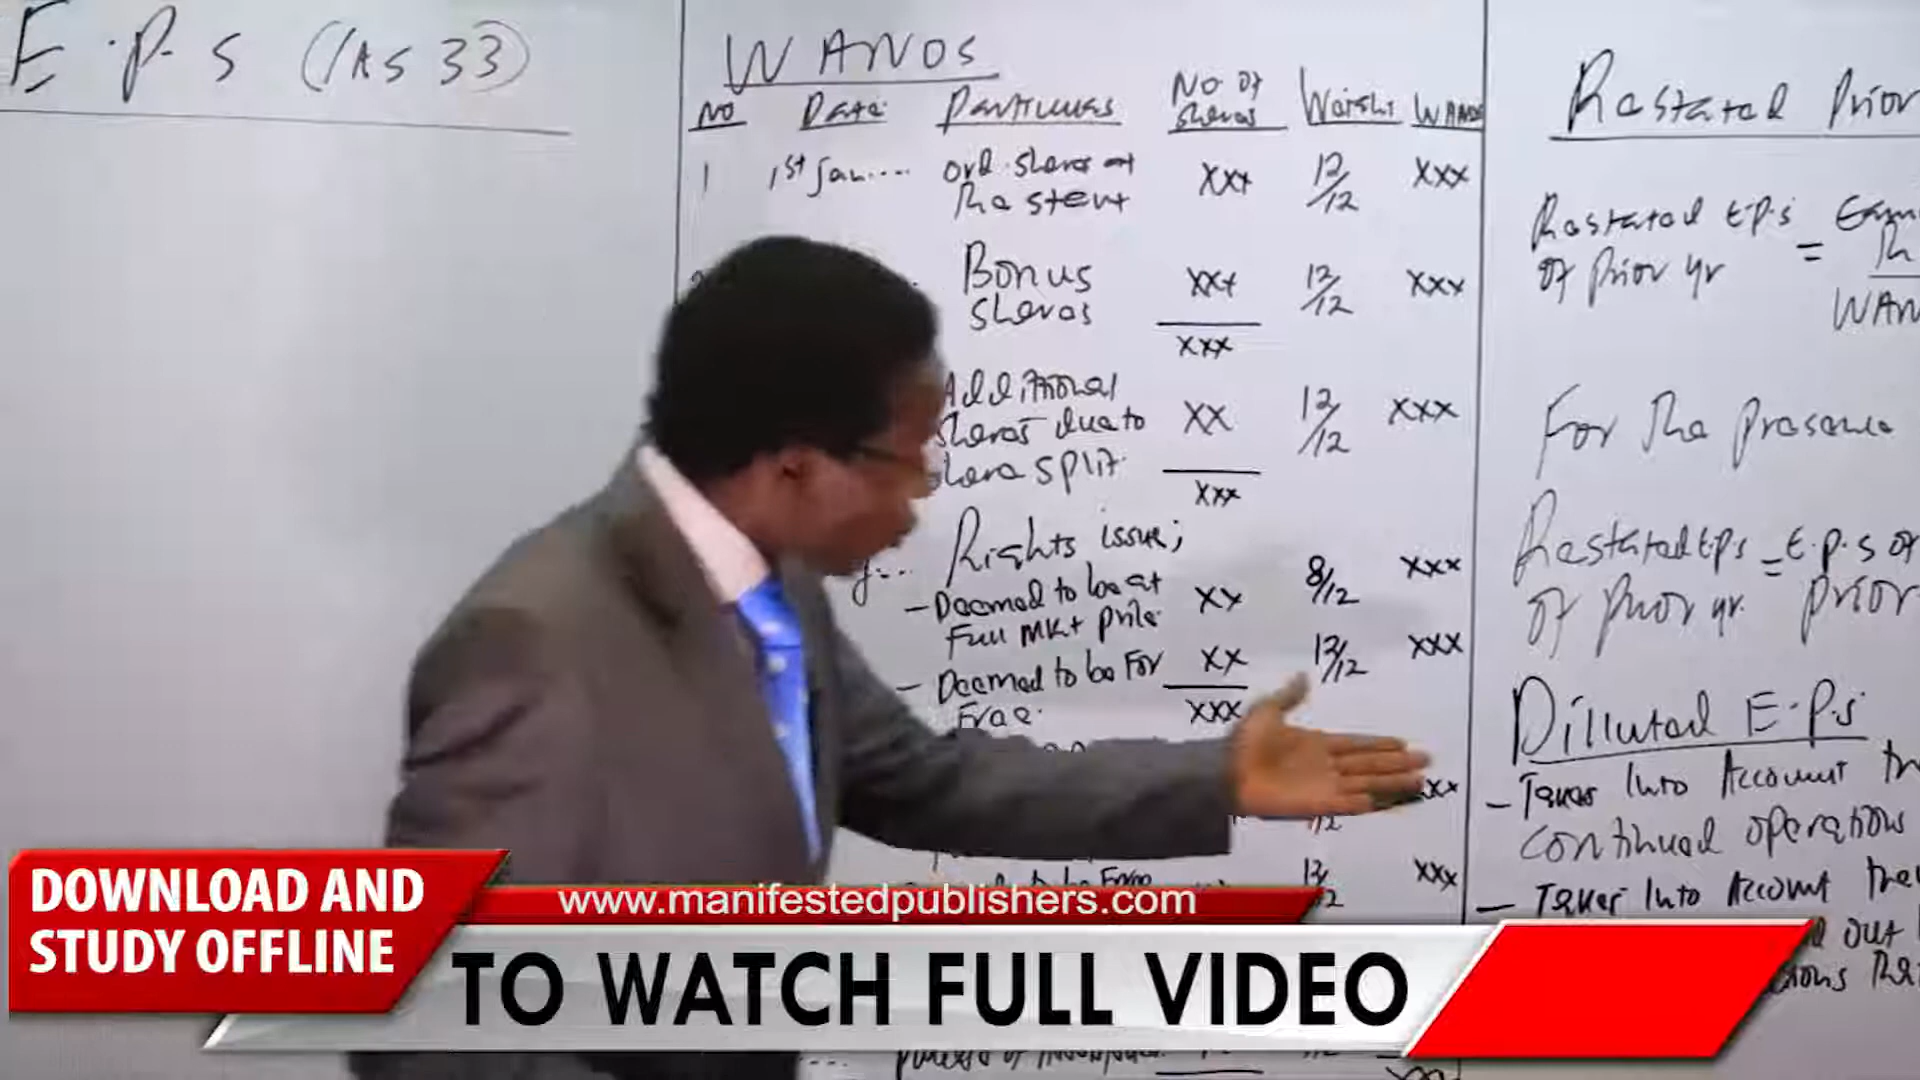 E.P.S (IAS 33)
WANOS
No Date Particulars No of shares Weight WANOS
1 1st Jan.... Ord. shares at the start xxx 12/12 xxx
Bonus shares xxx 12/12 xxx
xxx
Additional shares due to share split. xx 12/12 xxx
xxx
Rights issue;
- Deemed to be at xx 8/12 xxx
Full MKt price
- Deemed to be For xx 12/12 xxx
Free. xxx
xx
/12
12/12 xxx
Restated Prior
Restated E.P.S
of Prior yr =
WAN
For The Presence
Restated E.P.S = E.P.S of
of prior yr. prior
Dilluted E.P.S
- Takes Into Account
continued operations
- Takes Into Account
out
DOWNLOAD AND
STUDY OFFLINE
www.manifestedpublishers.com
TO WATCH FULL VIDEO